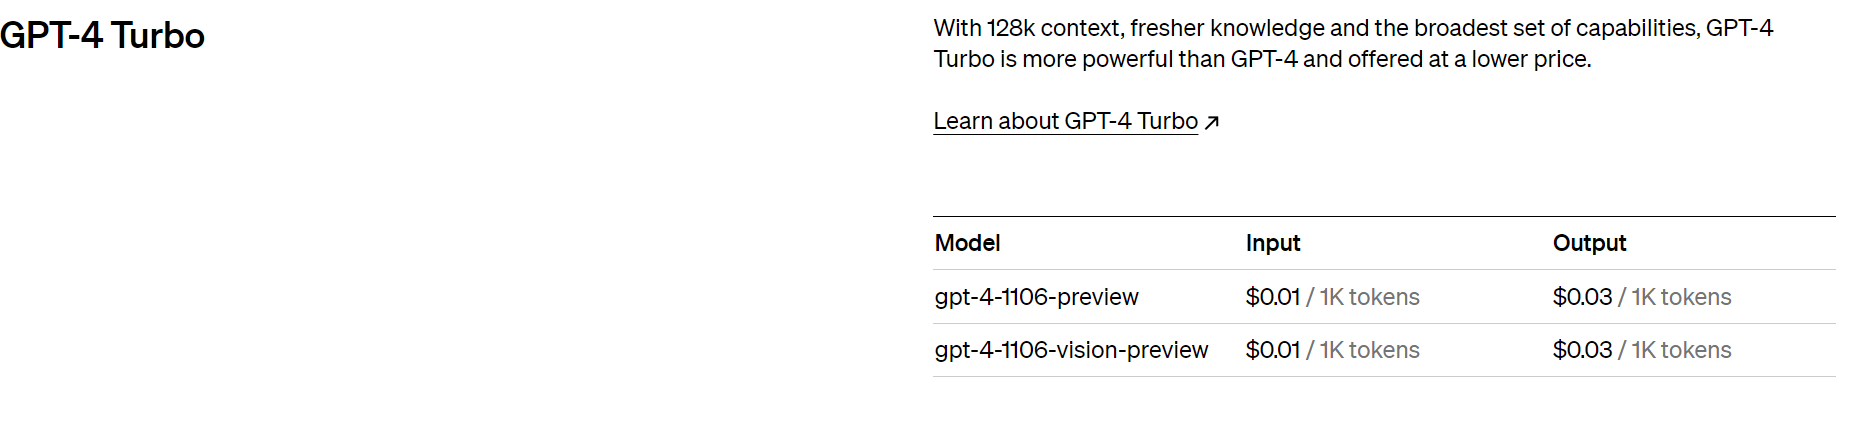 GPT-4 Turbo
With 128k context, fresher knowledge and the broadest set of capabilities, GPT-4
Turbo is more powerful than GPT-4 and offered at a lower price.
Learn about GPT-4 Turbo ↗
Model Input Output
gpt-4-1106-preview $0.01 / 1K tokens $0.03 / 1K tokens
gpt-4-1106-vision-preview $0.01 / 1K tokens $0.03 / 1K tokens